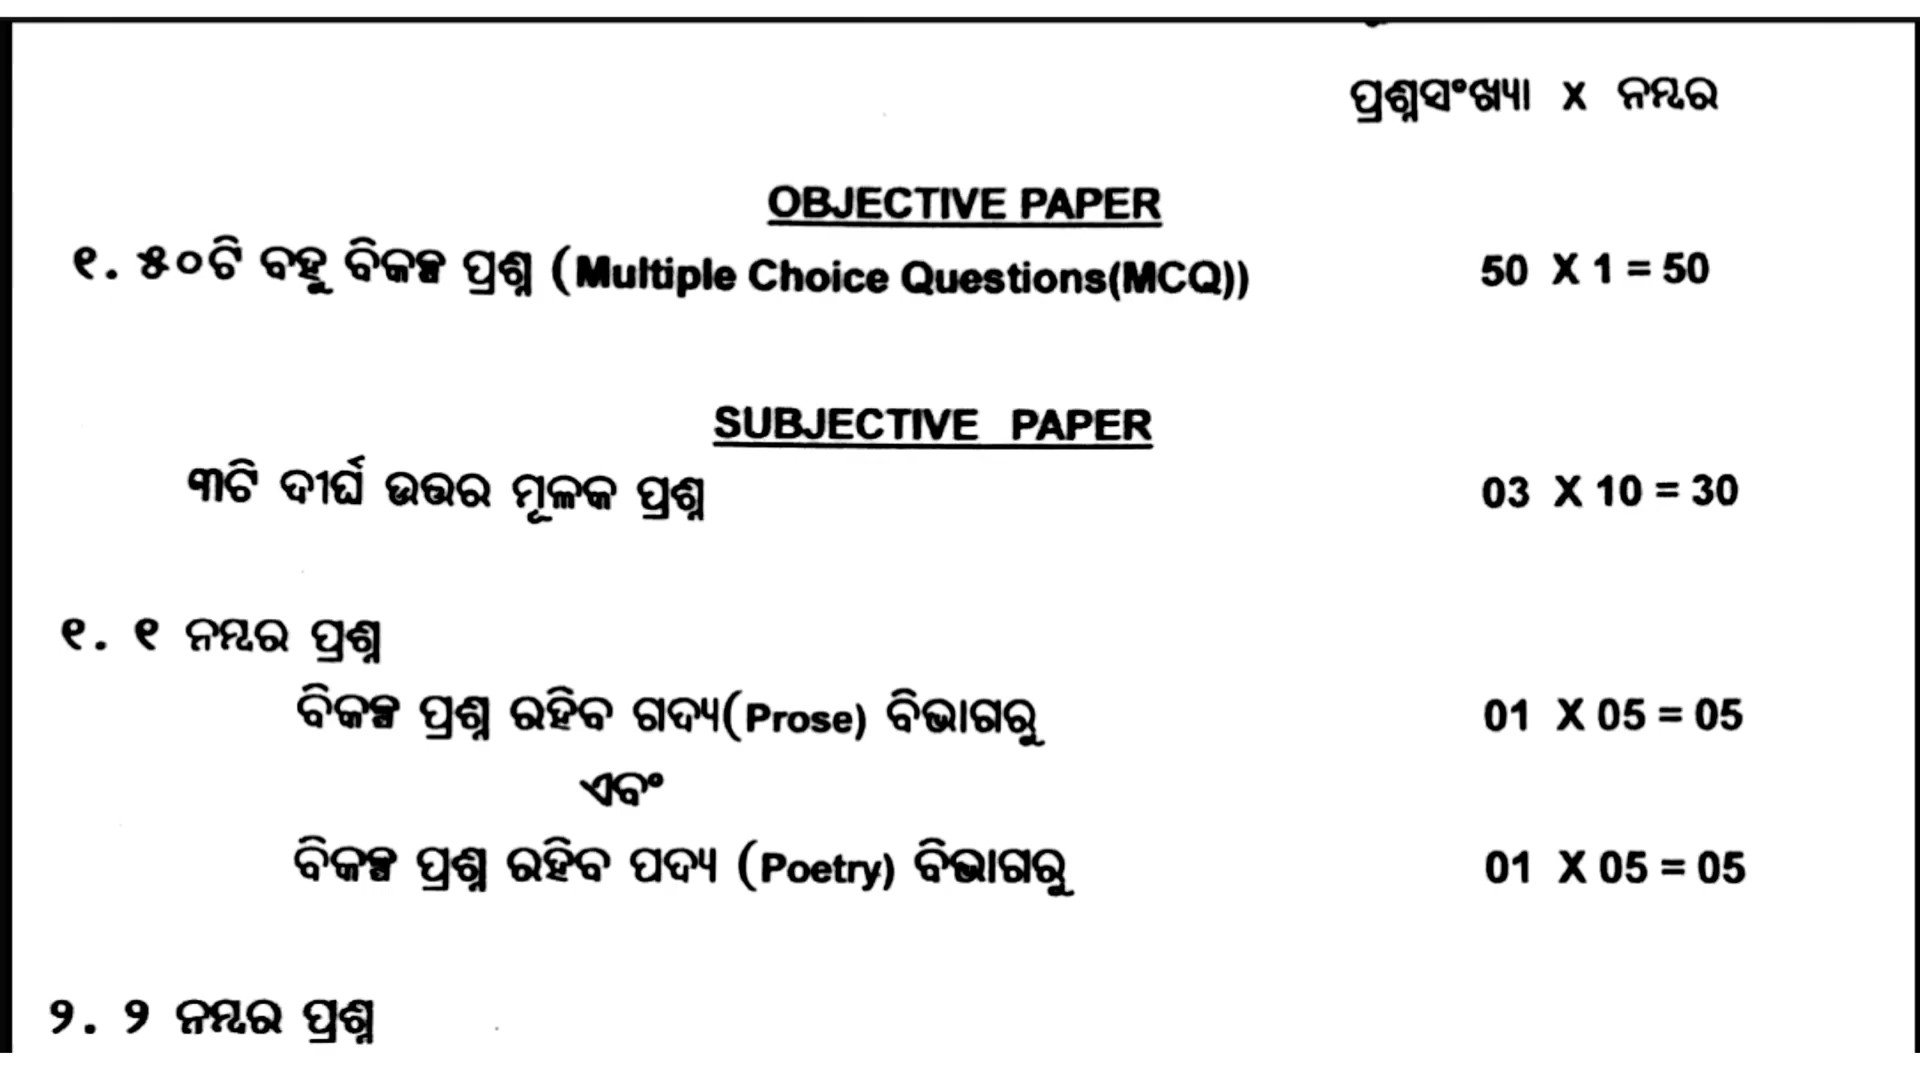 ପ୍ରଶ୍ନସଂଖ୍ୟା X ନମ୍ବର
OBJECTIVE PAPER
୧. ୫୦ଟି ବହୁ ବିକଳ୍ପ ପ୍ରଶ୍ନ (Multiple Choice Questions(MCQ)) 50 X 1 = 50
SUBJECTIVE PAPER
୩ଟି ଦୀର୍ଘ ଉତ୍ତର ମୂଳକ ପ୍ରଶ୍ନ 03 X 10 = 30
୧. ୧ ନମ୍ବର ପ୍ରଶ୍ନ
ବିକଳ୍ପ ପ୍ରଶ୍ନ ରହିବ ଗଦ୍ୟ(Prose) ବିଭାଗରୁ 01 X 05 = 05
ଏବଂ
ବିକଳ୍ପ ପ୍ରଶ୍ନ ରହିବ ପଦ୍ୟ (Poetry) ବିଭାଗରୁ 01 X 05 = 05
୨. ୨ ନମ୍ବର ପ୍ରଶ୍ନ